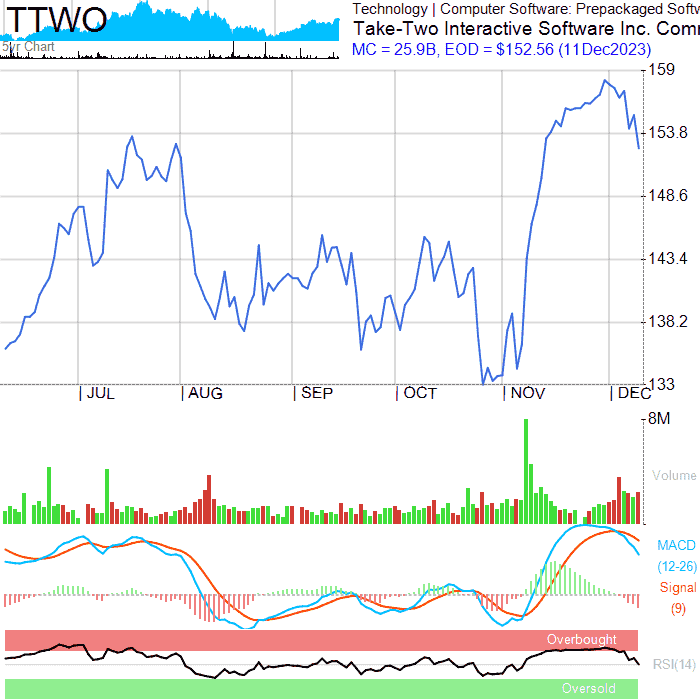 TTWO
5yr Chart
Technology | Computer Software: Prepackaged Softw
Take-Two Interactive Software Inc. Comm
MC = 25.9B, EOD = $152.56 (11Dec2023)
159
153.8
148.6
143.4
138.2
133
| JUL | AUG | SEP | OCT | NOV | DEC
8M
Volume
MACD
(12-26)
Signal
(9)
Overbought
RSI(14)
Oversold